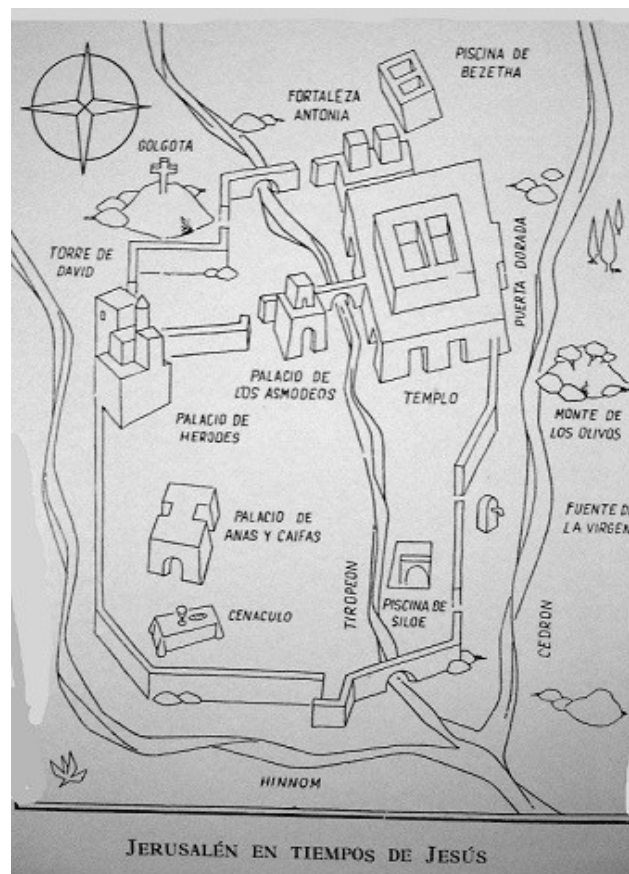 PISCINA DE
BEZETHA
FORTALEZA
ANTONIA
GOLGOTA
TORRE DE
DAVID
PUERTA DORADA
PALACIO DE
LOS ASMODEOS
TEMPLO
MONTE DE
LOS OLIVOS
PALACIO DE
HERODES
PALACIO DE
ANAS Y CAIFAS
FUENTE DE
LA VIRGEN
TIROPEON
PISCINA DE
SILOE
CENACULO
CEDRON
HINNOM
JERUSALÉN EN TIEMPOS DE JESÚS